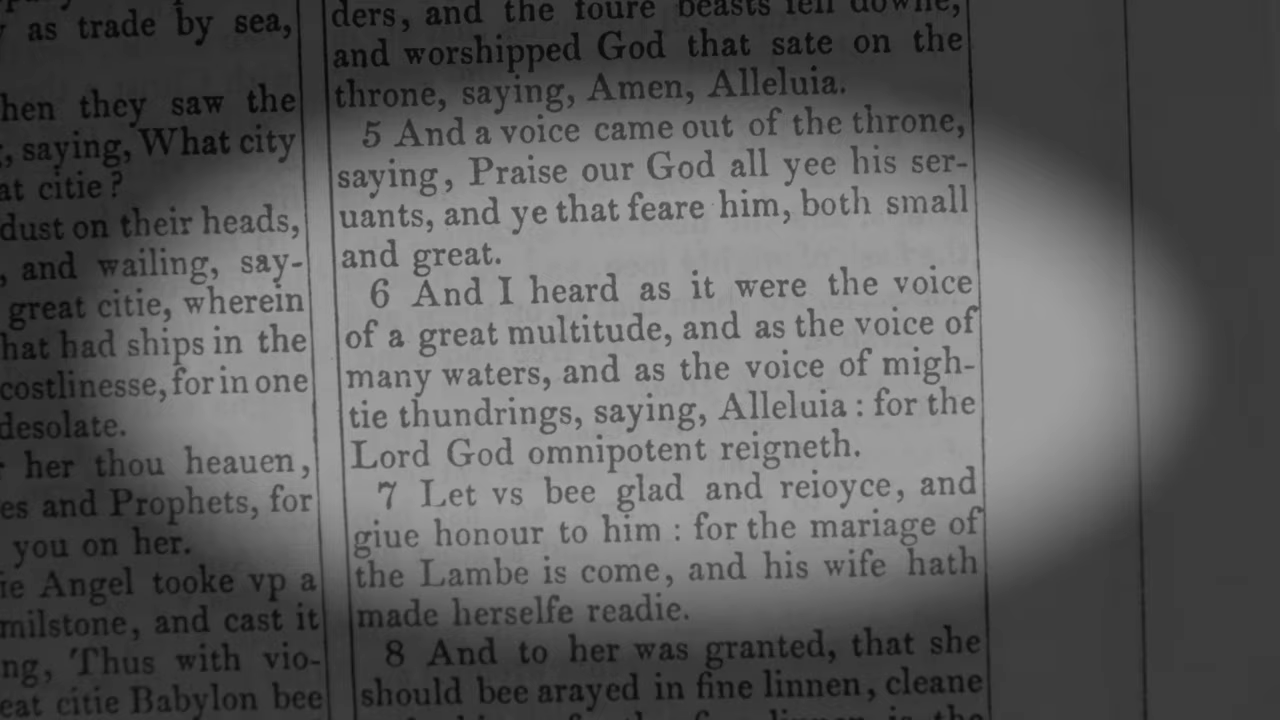 as trade by sea,
hen they saw the
saying, What city
at citie?
dust on their heads,
, and wailing, say-
great citie, wherein
hat had ships in the
costlinesse, for in one
desolate.
her thou heauen,
es and Prophets, for
you on her.
ie Angel tooke vp a
milstone, and cast it
ng, Thus with vio-
eat citie Babylon bee
ders, and the foure beasts fell downe,
and worshipped God that sate on the
throne, saying, Amen, Alleluia.
5 And a voice came out of the throne,
saying, Praise our God all yee his ser-
uants, and ye that feare him, both small
and great.
6 And I heard as it were the voice
of a great multitude, and as the voice of
many waters, and as the voice of migh-
tie thundrings, saying, Alleluia : for the
Lord God omnipotent reigneth.
7 Let vs bee glad and reioyce, and
giue honour to him : for the mariage of
the Lambe is come, and his wife hath
made herselfe readie.
8 And to her was granted, that she
should bee arayed in fine linnen, cleane